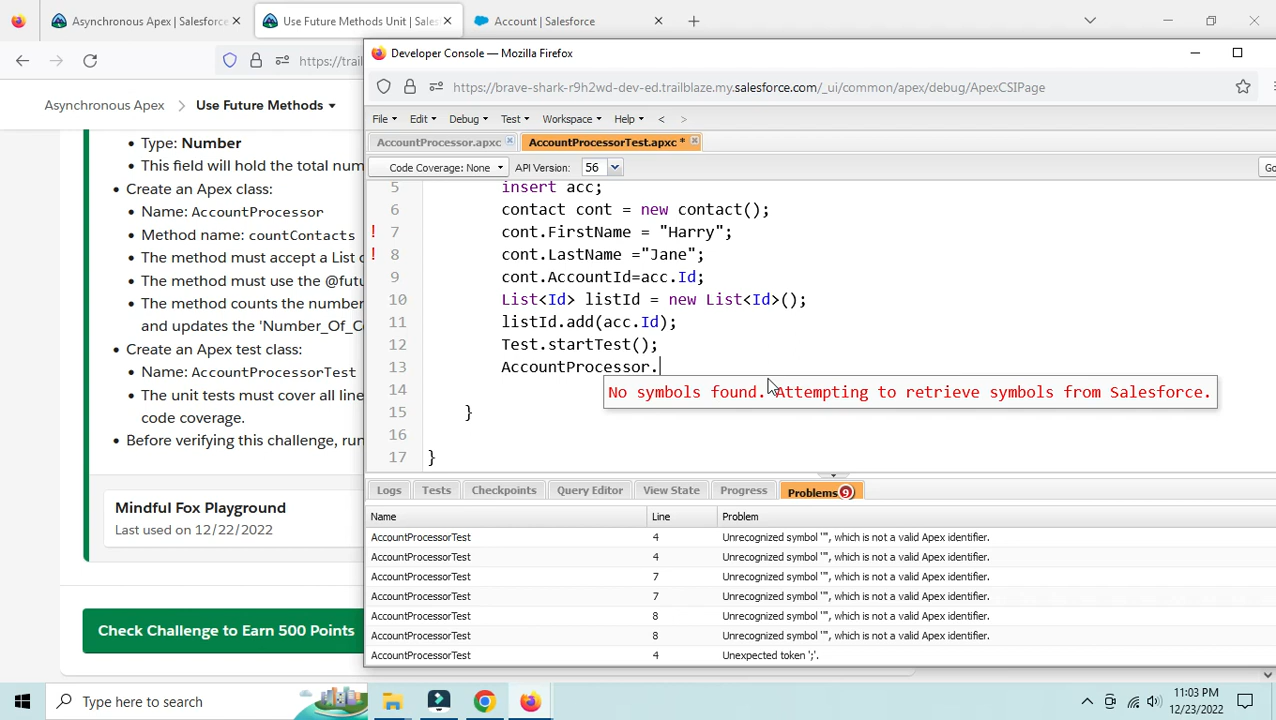 Asynchronous Apex | Salesforce
Use Future Methods Unit | Sales
Account | Salesforce
Developer Console — Mozilla Firefox
https://trail
https://brave-shark-r9h2wd-dev-ed.trailblaze.my.salesforce.com/_ui/common/apex/debug/ApexCSIPage
Asynchronous Apex > Use Future Methods
File Edit Debug Test Workspace Help < >
AccountProcessor.apxc AccountProcessorTest.apxc *
Code Coverage: None API Version: 56 Go
Type: Number
This field will hold the total num
Create an Apex class:
Name: AccountProcessor
Method name: countContacts
The method must accept a List o
The method must use the @futu
The method counts the number
and updates the 'Number_Of_C
Create an Apex test class:
Name: AccountProcessorTest
The unit tests must cover all line
code coverage.
Before verifying this challenge, run
Mindful Fox Playground
Last used on 12/22/2022
Check Challenge to Earn 500 Points
5 insert acc;
6 contact cont = new contact();
! 7 cont.FirstName = "Harry";
! 8 cont.LastName ="Jane";
9 cont.AccountId=acc.Id;
10 List<Id> listId = new List<Id>();
11 listId.add(acc.Id);
12 Test.startTest();
13 AccountProcessor.
No symbols found. Attempting to retrieve symbols from Salesforce.
14
15 }
16
17 }
Logs Tests Checkpoints Query Editor View State Progress Problems 9
Name Line Problem
AccountProcessorTest 4 Unrecognized symbol '"', which is not a valid Apex identifier.
AccountProcessorTest 4 Unrecognized symbol '"', which is not a valid Apex identifier.
AccountProcessorTest 7 Unrecognized symbol '"', which is not a valid Apex identifier.
AccountProcessorTest 7 Unrecognized symbol '"', which is not a valid Apex identifier.
AccountProcessorTest 8 Unrecognized symbol '"', which is not a valid Apex identifier.
AccountProcessorTest 8 Unrecognized symbol '"', which is not a valid Apex identifier.
AccountProcessorTest 4 Unexpected token ';'.
Type here to search
11:03 PM
12/23/2022